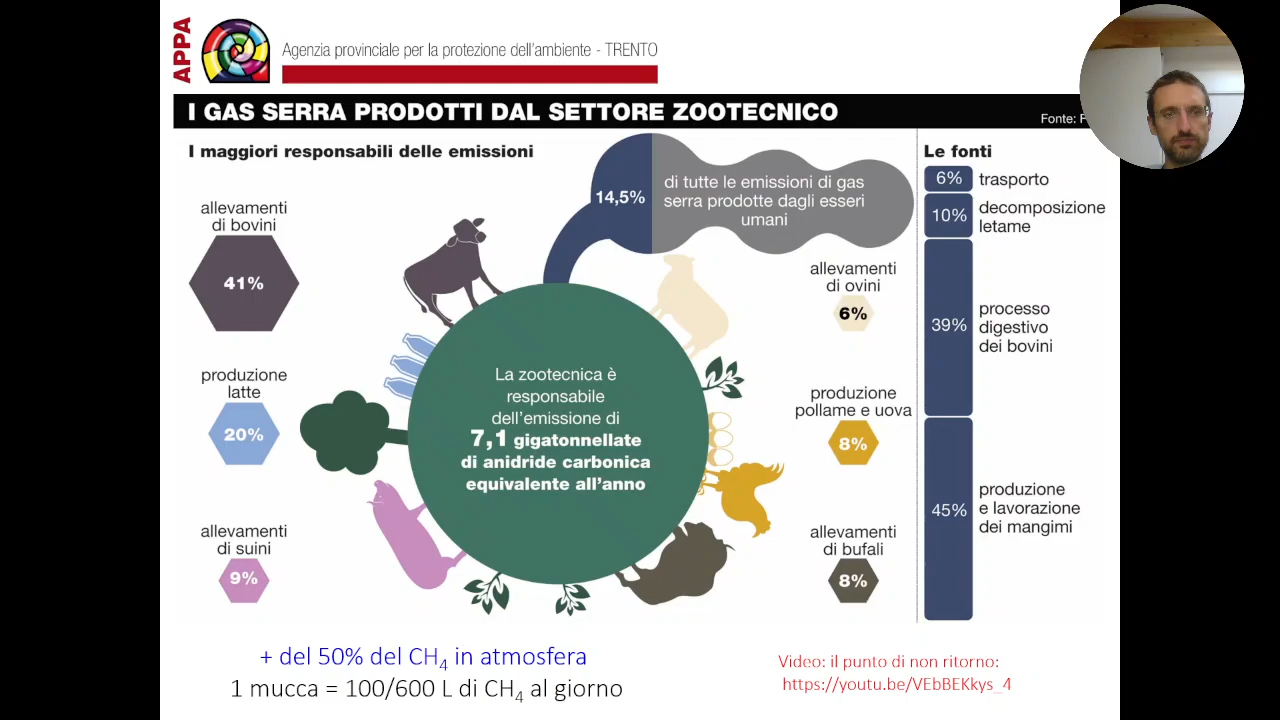 APPA
Agenzia provinciale per la protezione dell'ambiente - TRENTO
I GAS SERRA PRODOTTI DAL SETTORE ZOOTECNICO
Fonte:
I maggiori responsabili delle emissioni
allevamenti
di bovini
41%
produzione
latte
20%
allevamenti
di suini
9%
14,5%
di tutte le emissioni di gas
serra prodotte dagli esseri
umani
La zootecnica è
responsabile
dell'emissione di
7,1 gigatonnellate
di anidride carbonica
equivalente all'anno
allevamenti
di ovini
6%
produzione
pollame e uova
8%
allevamenti
di bufali
8%
Le fonti
6% trasporto
10% decomposizione
letame
39% processo
digestivo
dei bovini
45% produzione
e lavorazione
dei mangimi
+ del 50% del CH₄ in atmosfera
1 mucca = 100/600 L di CH₄ al giorno
Video: il punto di non ritorno:
https://youtu.be/VEbBEKkys_4